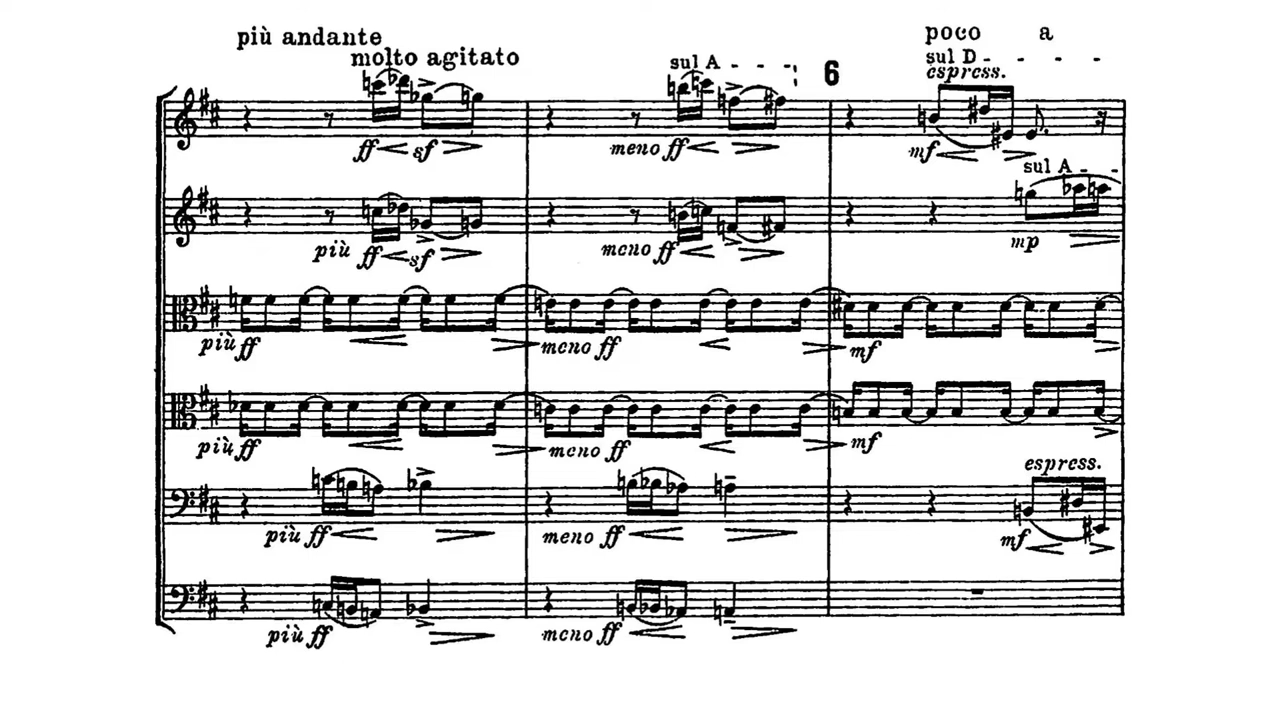 più andante
molto agitato
sul A
6
poco a
sul D
espress.
ff sf meno ff mf
sul A
più ff sf meno ff mp
più ff meno ff mf
più ff meno ff mf
espress.
più ff meno ff mf
più ff meno ff